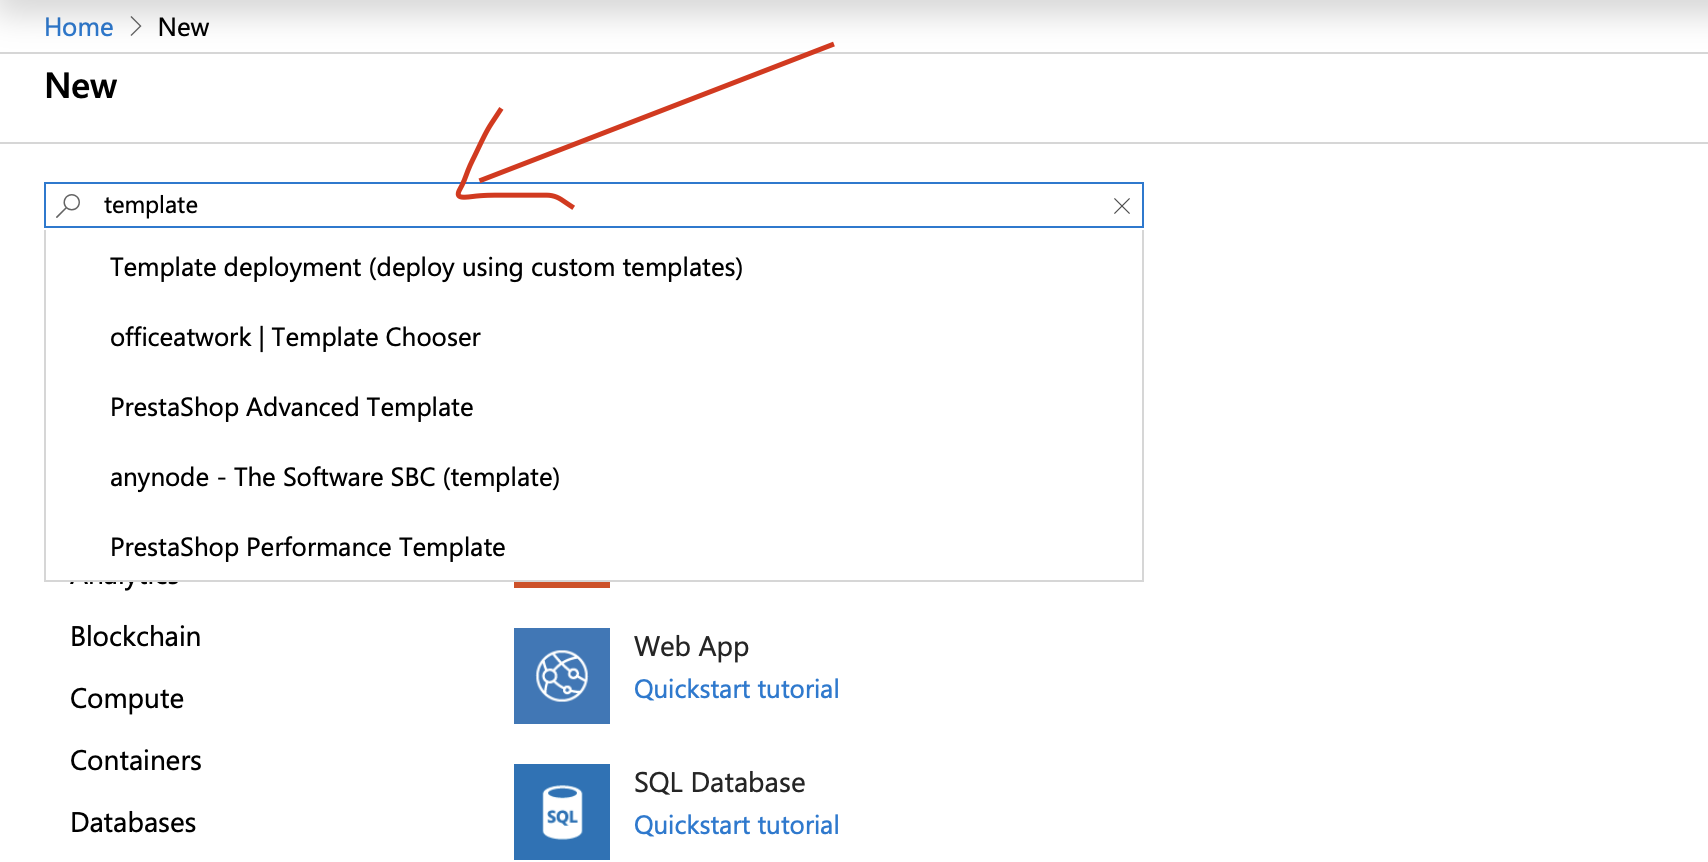 Home > New
New
template
Template deployment (deploy using custom templates)
officeatwork | Template Chooser
PrestaShop Advanced Template
anynode - The Software SBC (template)
PrestaShop Performance Template
Analytics
Blockchain
Web App
Quickstart tutorial
Compute
Containers
SQL Database
SQL
Quickstart tutorial
Databases